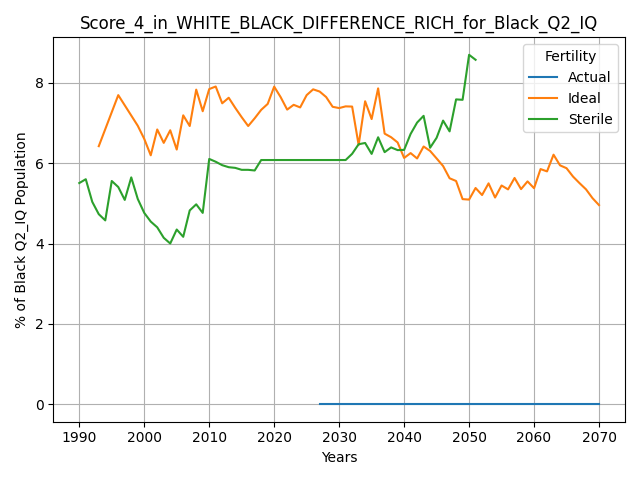 Score_4_in_WHITE_BLACK_DIFFERENCE_RICH_for_Black_Q2_IQ
Fertility
Actual
Ideal
Sterile
% of Black Q2_IQ Population
8
6
4
2
0
1990 2000 2010 2020 2030 2040 2050 2060 2070
Years